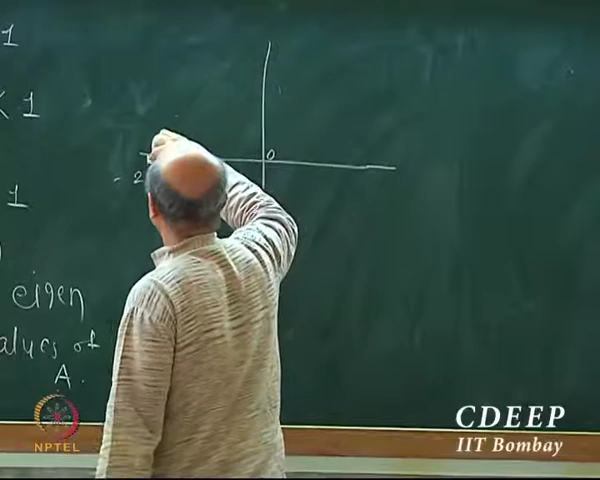 1
< 1
1
0
- 2
eigen
values of
A.
NPTEL
CDEEP
IIT Bombay